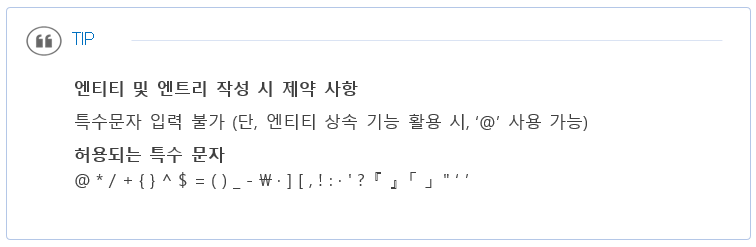 TIP
엔티티 및 엔트리 작성 시 제약 사항
특수문자 입력 불가 (단, 엔티티 상속 기능 활용 시, ‘@’ 사용 가능)
허용되는 특수 문자
@ * / + { } ^ $ = ( ) _ - ₩ · ] [ , ! : · ' ? 『 』 「 」 " ‘ ’